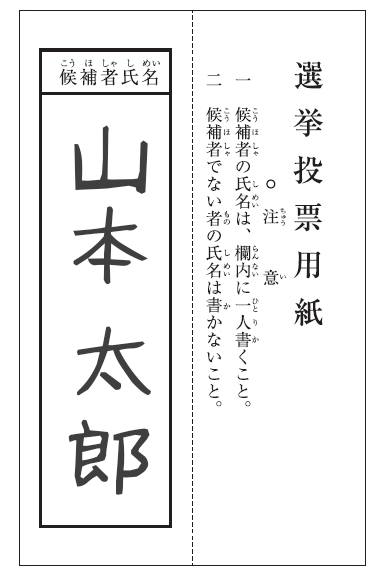 選挙投票用紙
○注意
一 候補者の氏名は、欄内に一人書くこと。
二 候補者でない者の氏名は書かないこと。
候補者氏名
山本 太郎